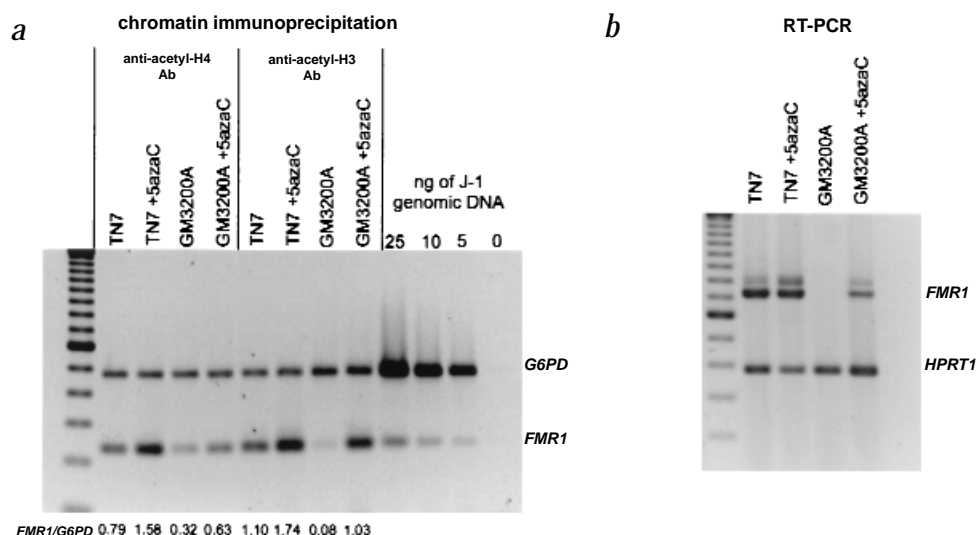 a
chromatin immunoprecipitation
anti-acetyl-H4
Ab
anti-acetyl-H3
Ab
TN7
TN7 +5azaC
GM3200A
GM3200A +5azaC
TN7
TN7 +5azaC
GM3200A
GM3200A +5azaC
ng of J-1
genomic DNA
25 10 5 0
G6PD
FMR1
FMR1/G6PD 0.79 1.58 0.32 0.63 1.10 1.74 0.08 1.03
b
RT-PCR
TN7
TN7 +5azaC
GM3200A
GM3200A +5azaC
FMR1
HPRT1